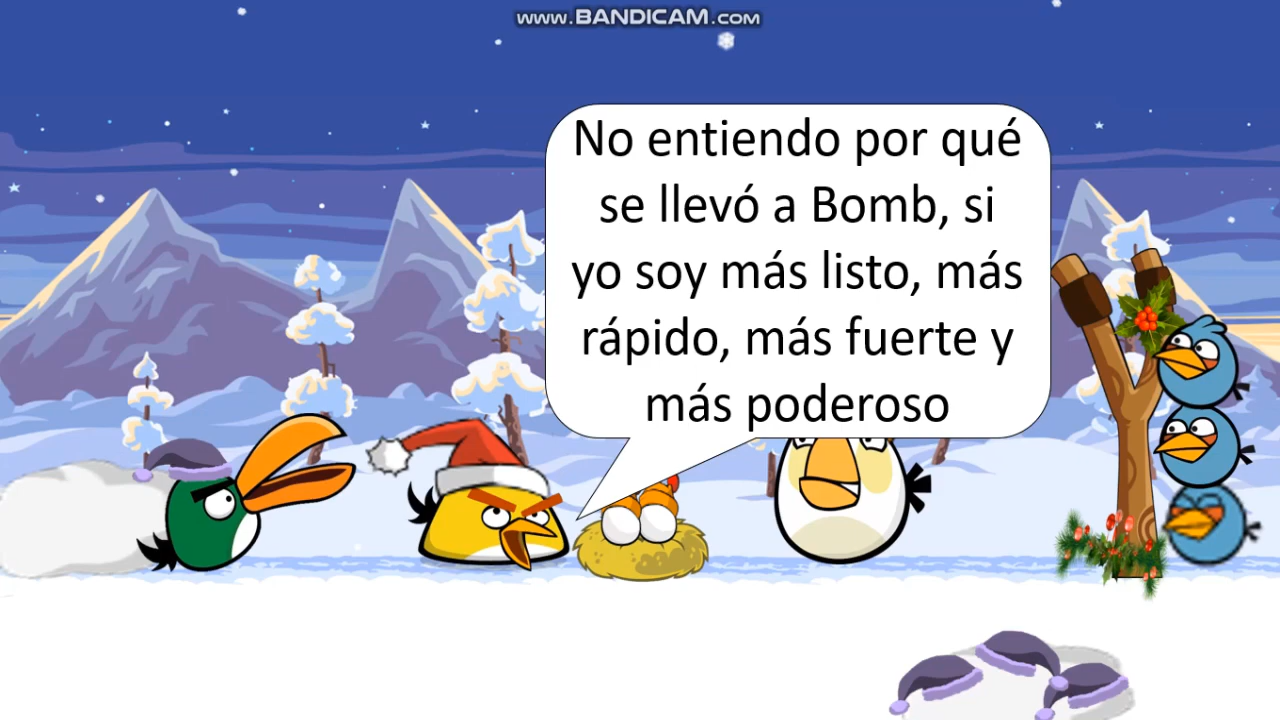 www.BANDICAM.com
No entiendo por qué
se llevó a Bomb, si
yo soy más listo, más
rápido, más fuerte y
más poderoso